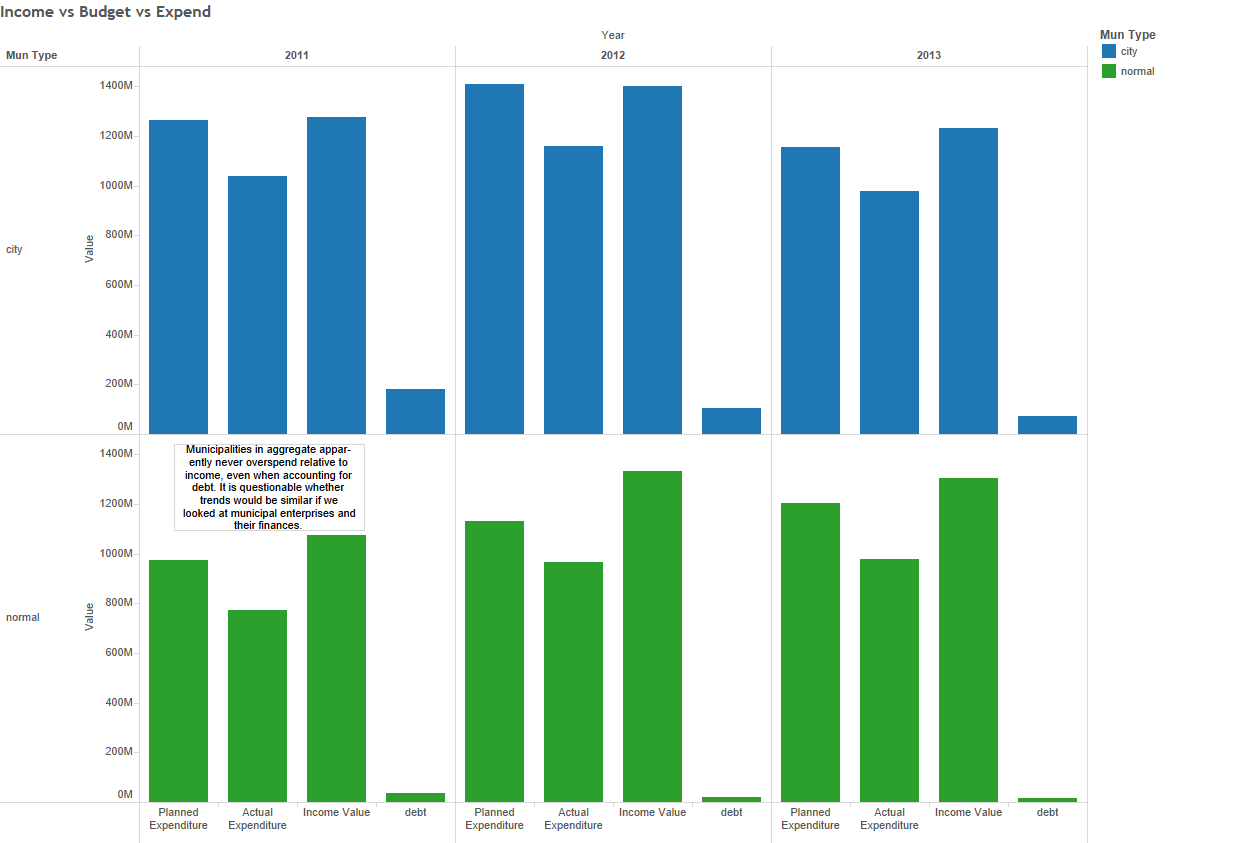 Income vs Budget vs Expend
Year
Mun Type
2011
2012
2013
Mun Type
city
normal
city
Value
1400M
1200M
1000M
800M
600M
400M
200M
0M
normal
Value
1400M
1200M
1000M
800M
600M
400M
200M
0M
Municipalities in aggregate appar-
ently never overspend relative to
income, even when accounting for
debt. It is questionable whether
trends would be similar if we
looked at municipal enterprises and
their finances.
Planned
Expenditure
Actual
Expenditure
Income Value
debt
Planned
Expenditure
Actual
Expenditure
Income Value
debt
Planned
Expenditure
Actual
Expenditure
Income Value
debt